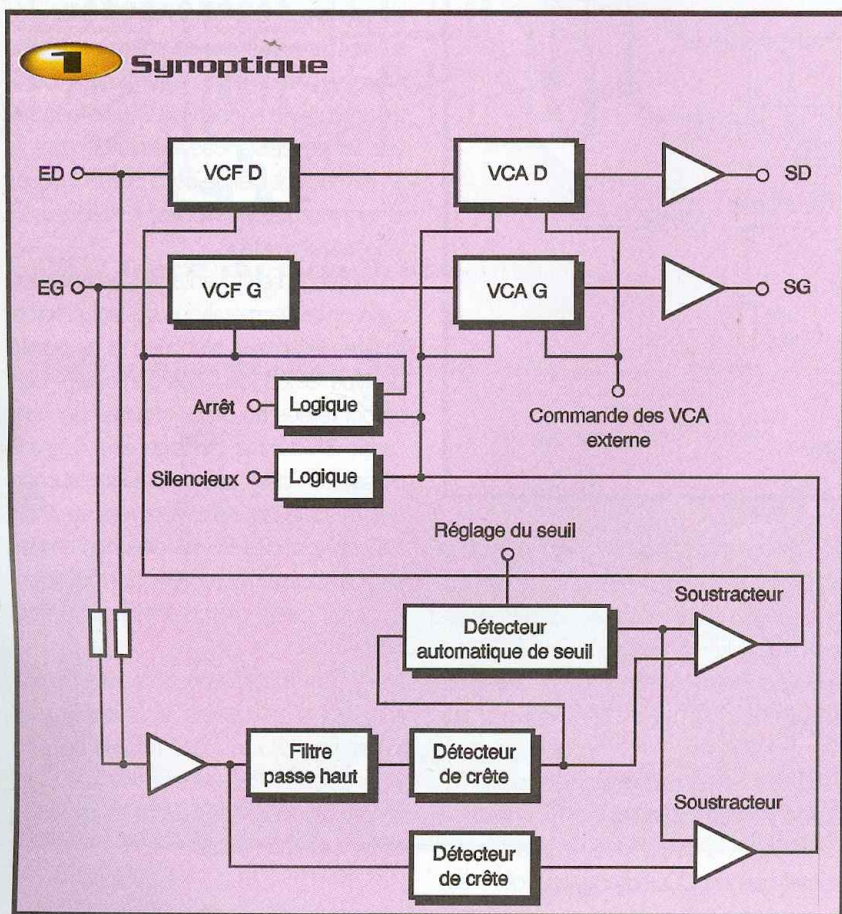 1 Synoptique
ED
VCF D
VCA D
SD
EG
VCF G
VCA G
SG
Arrêt
Logique
Commande des VCA
externe
Silencieux
Logique
Réglage du seuil
Soustracteur
Détecteur
automatique de seuil
Filtre
passe haut
Détecteur
de crête
Soustracteur
Détecteur
de crête